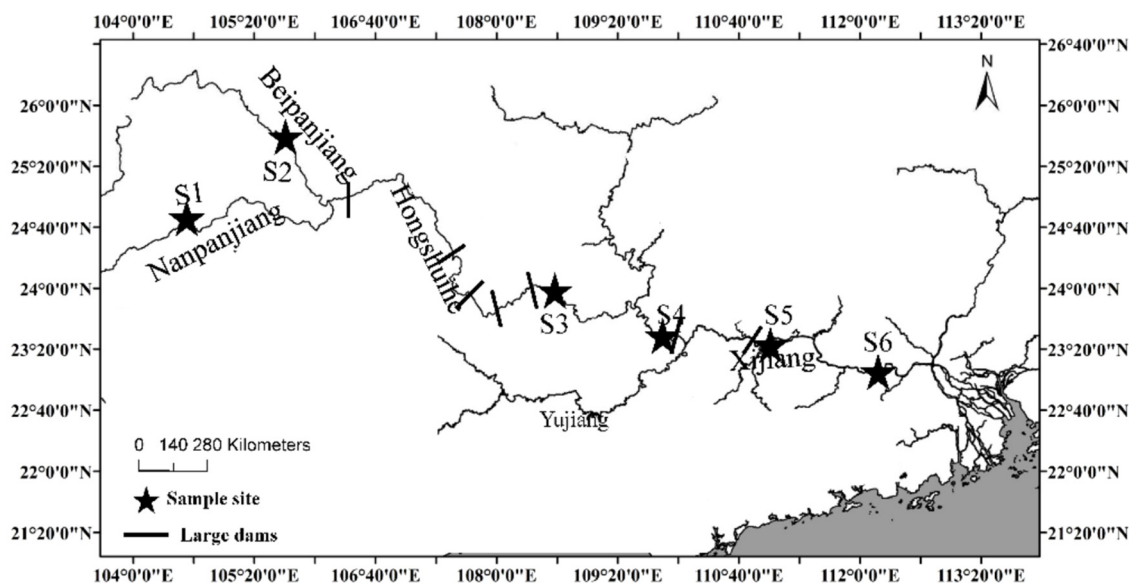 104°0'0"E 105°20'0"E 106°40'0"E 108°0'0"E 109°20'0"E 110°40'0"E 112°0'0"E 113°20'0"E
26°40'0"N
N
26°0'0"N 26°0'0"N
Beipanjiang
S2
25°20'0"N 25°20'0"N
S1
24°40'0"N 24°40'0"N
Nanpanjiang
Hongshuihe
24°0'0"N 24°0'0"N
S3
S4
S5
S6
23°20'0"N 23°20'0"N
Xijiang
22°40'0"N 22°40'0"N
Yujiang
0 140 280 Kilometers
22°0'0"N 22°0'0"N
Sample site
Large dams
21°20'0"N 21°20'0"N
104°0'0"E 105°20'0"E 106°40'0"E 108°0'0"E 109°20'0"E 110°40'0"E 112°0'0"E 113°20'0"E